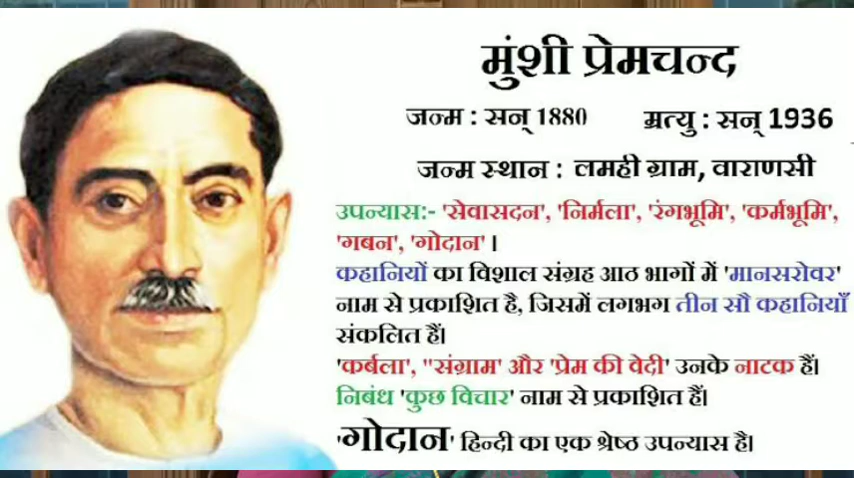 मुंशी प्रेमचन्द
जन्म : सन् 1880 म्रत्यु : सन् 1936
जन्म स्थान : लमही ग्राम, वाराणसी
उपन्यास:- 'सेवासदन', 'निर्मला', 'रंगभूमि', 'कर्मभूमि',
'गबन', 'गोदान' ।
कहानियों का विशाल संग्रह आठ भागों में 'मानसरोवर'
नाम से प्रकाशित है, जिसमें लगभग तीन सौ कहानियाँ
संकलित हैं।
'कर्बला', "संग्राम' और 'प्रेम की वेदी' उनके नाटक हैं।
निबंध 'कुछ विचार' नाम से प्रकाशित हैं।
'गोदान' हिन्दी का एक श्रेष्ठ उपन्यास है।